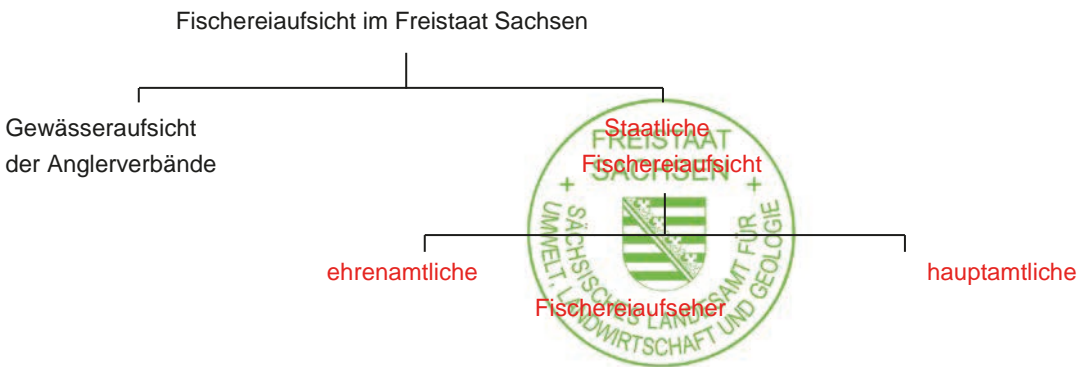 Fischereiaufsicht im Freistaat Sachsen
Gewässeraufsicht
der Anglerverbände
Staatliche
Fischereiaufsicht
FREISTAAT
SACHSEN
SÄCHSISCHES LANDESAMT FÜR
UMWELT, LANDWIRTSCHAFT UND GEOLOGIE
ehrenamtliche
hauptamtliche
Fischereiaufseher